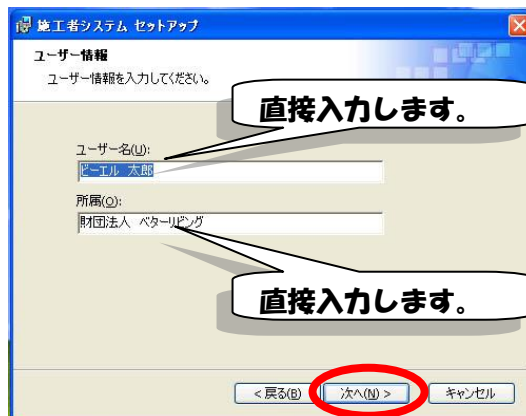 施工者システム セットアップ
ユーザー情報
ユーザー情報を入力してください。
直接入力します。
ユーザー名(U):
ビーエル 太郎
所属(O):
財団法人 ベターリビング
直接入力します。
< 戻る(B)
次へ(N) >
キャンセル